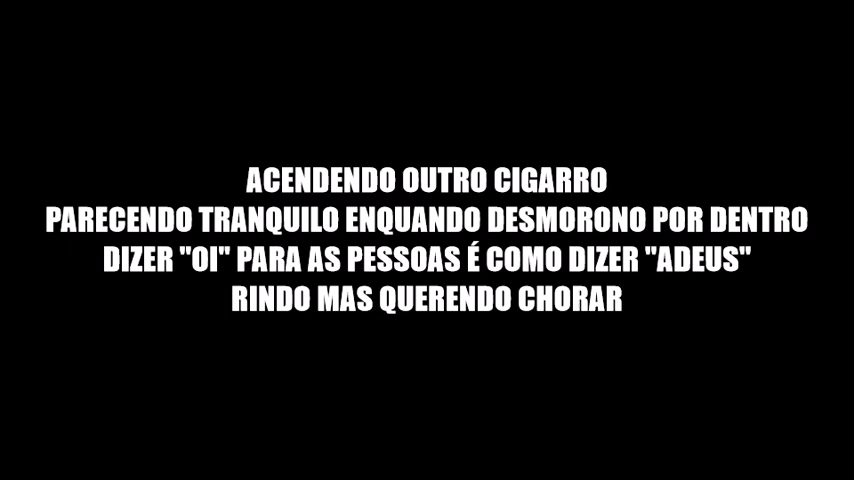 ACENDENDO OUTRO CIGARRO
PARECENDO TRANQUILO ENQUANDO DESMORONO POR DENTRO
DIZER "OI" PARA AS PESSOAS É COMO DIZER "ADEUS"
RINDO MAS QUERENDO CHORAR